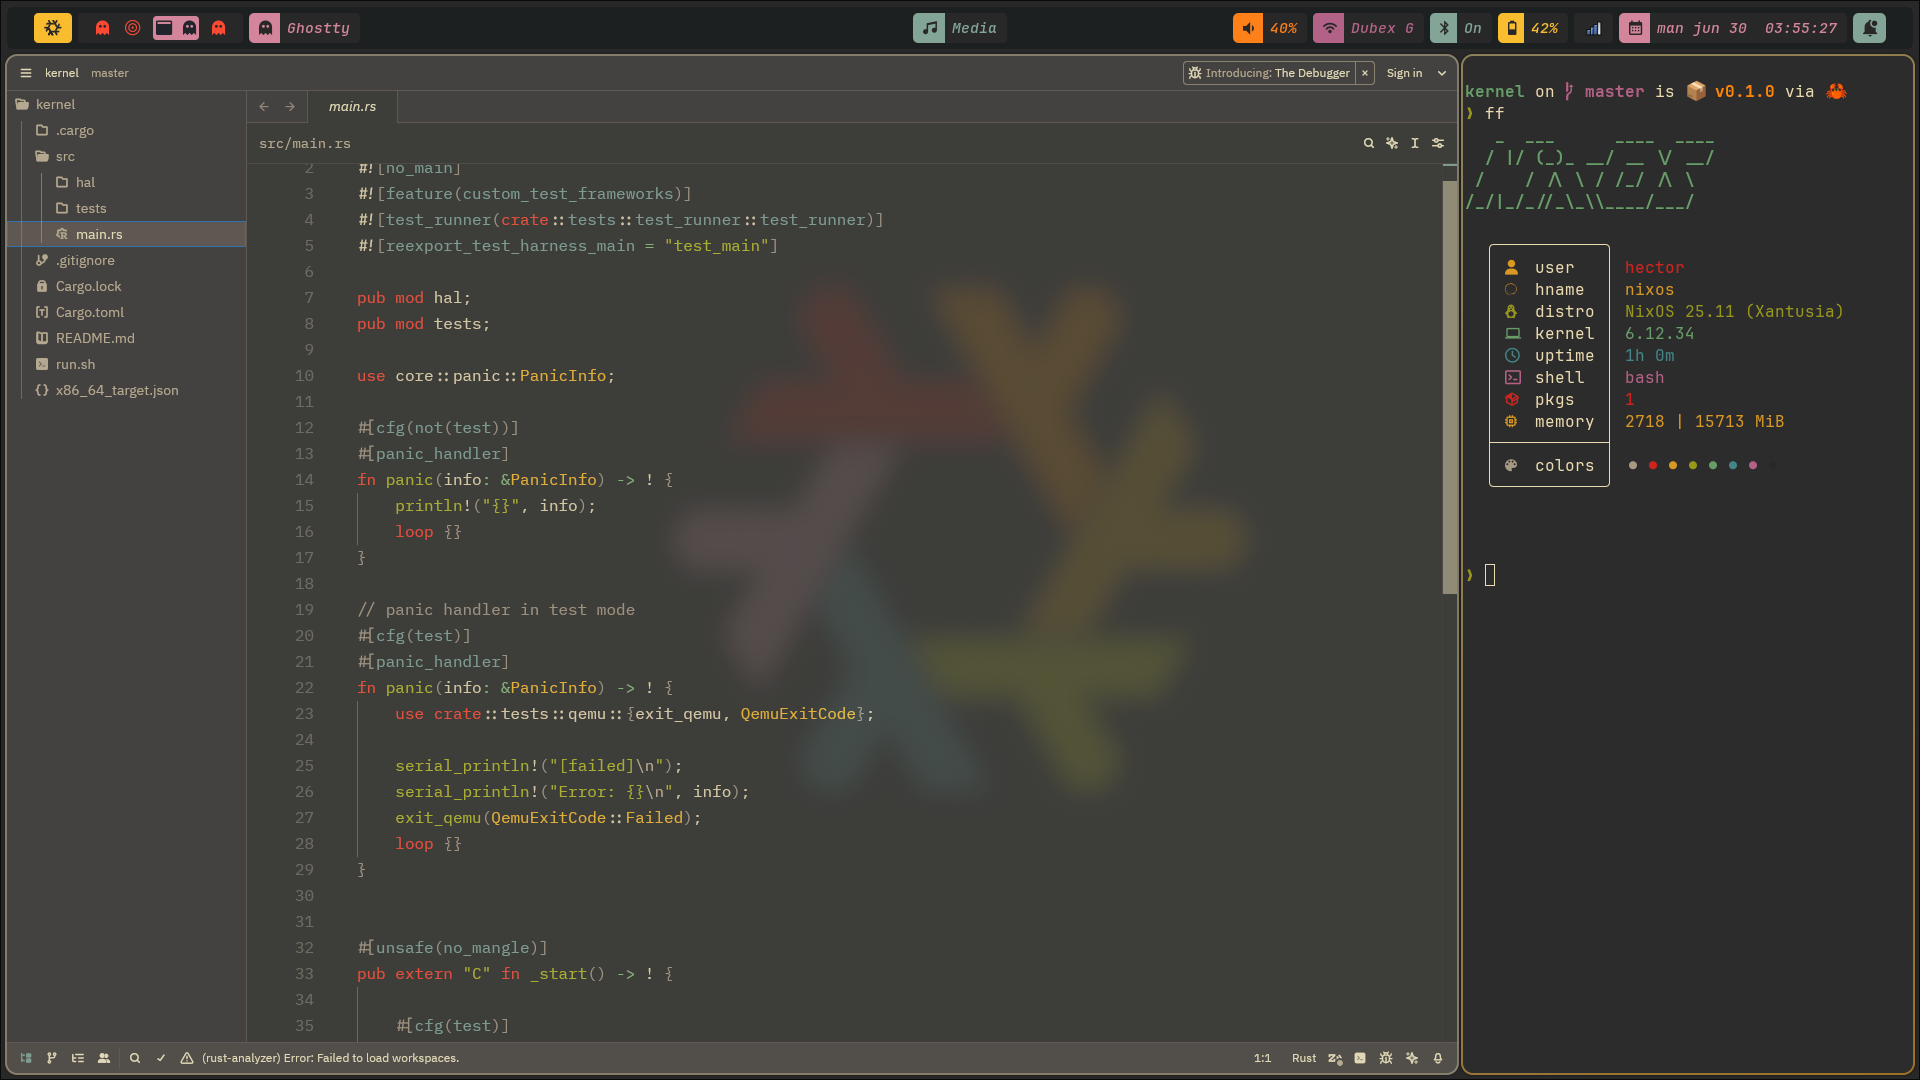 Ghostty
Media
40%
Dubex G
On
42%
man jun 30 03:55:27
kernel master
Introducing: The Debugger ×
Sign in
kernel
.cargo
src
hal
tests
main.rs
.gitignore
Cargo.lock
Cargo.toml
README.md
run.sh
x86_64_target.json
main.rs
src/main.rs
2 #![no_main]
3 #![feature(custom_test_frameworks)]
4 #![test_runner(crate::tests::test_runner::test_runner)]
5 #![reexport_test_harness_main = "test_main"]
6
7 pub mod hal;
8 pub mod tests;
9
10 use core::panic::PanicInfo;
11
12 #[cfg(not(test))]
13 #[panic_handler]
14 fn panic(info: &PanicInfo) -> ! {
15     println!("{}", info);
16     loop {}
17 }
18
19 // panic handler in test mode
20 #[cfg(test)]
21 #[panic_handler]
22 fn panic(info: &PanicInfo) -> ! {
23     use crate::tests::qemu::{exit_qemu, QemuExitCode};
24
25     serial_println!("[failed]\n");
26     serial_println!("Error: {}\n", info);
27     exit_qemu(QemuExitCode::Failed);
28     loop {}
29 }
30
31
32 #[unsafe(no_mangle)]
33 pub extern "C" fn _start() -> ! {
34
35     #[cfg(test)]
(rust-analyzer) Error: Failed to load workspaces.
1:1 Rust
kernel on master is v0.1.0 via
❯ ff
user hector
hname nixos
distro NixOS 25.11 (Xantusia)
kernel 6.12.34
uptime 1h 0m
shell bash
pkgs 1
memory 2718 | 15713 MiB
colors
❯